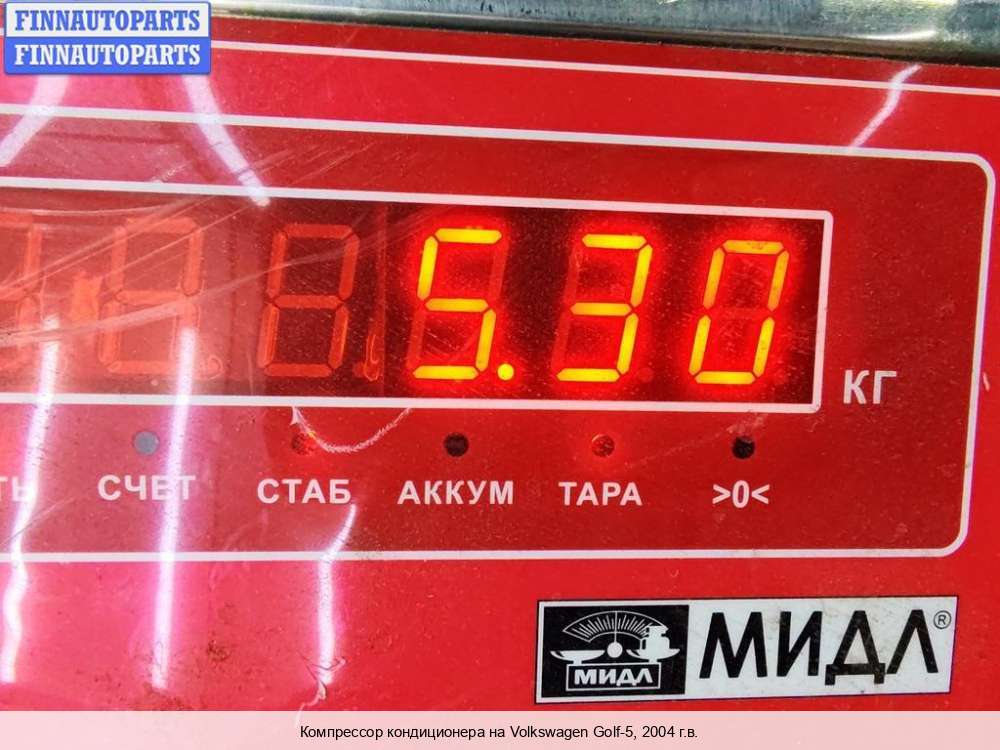 FINNAUTOPARTS
FINNAUTOPARTS
5.30
КГ
ТЬ СЧЕТ СТАБ АККУМ ТАРА >0<
МИДЛ МИДЛ®
Компрессор кондиционера на Volkswagen Golf-5, 2004 г.в.